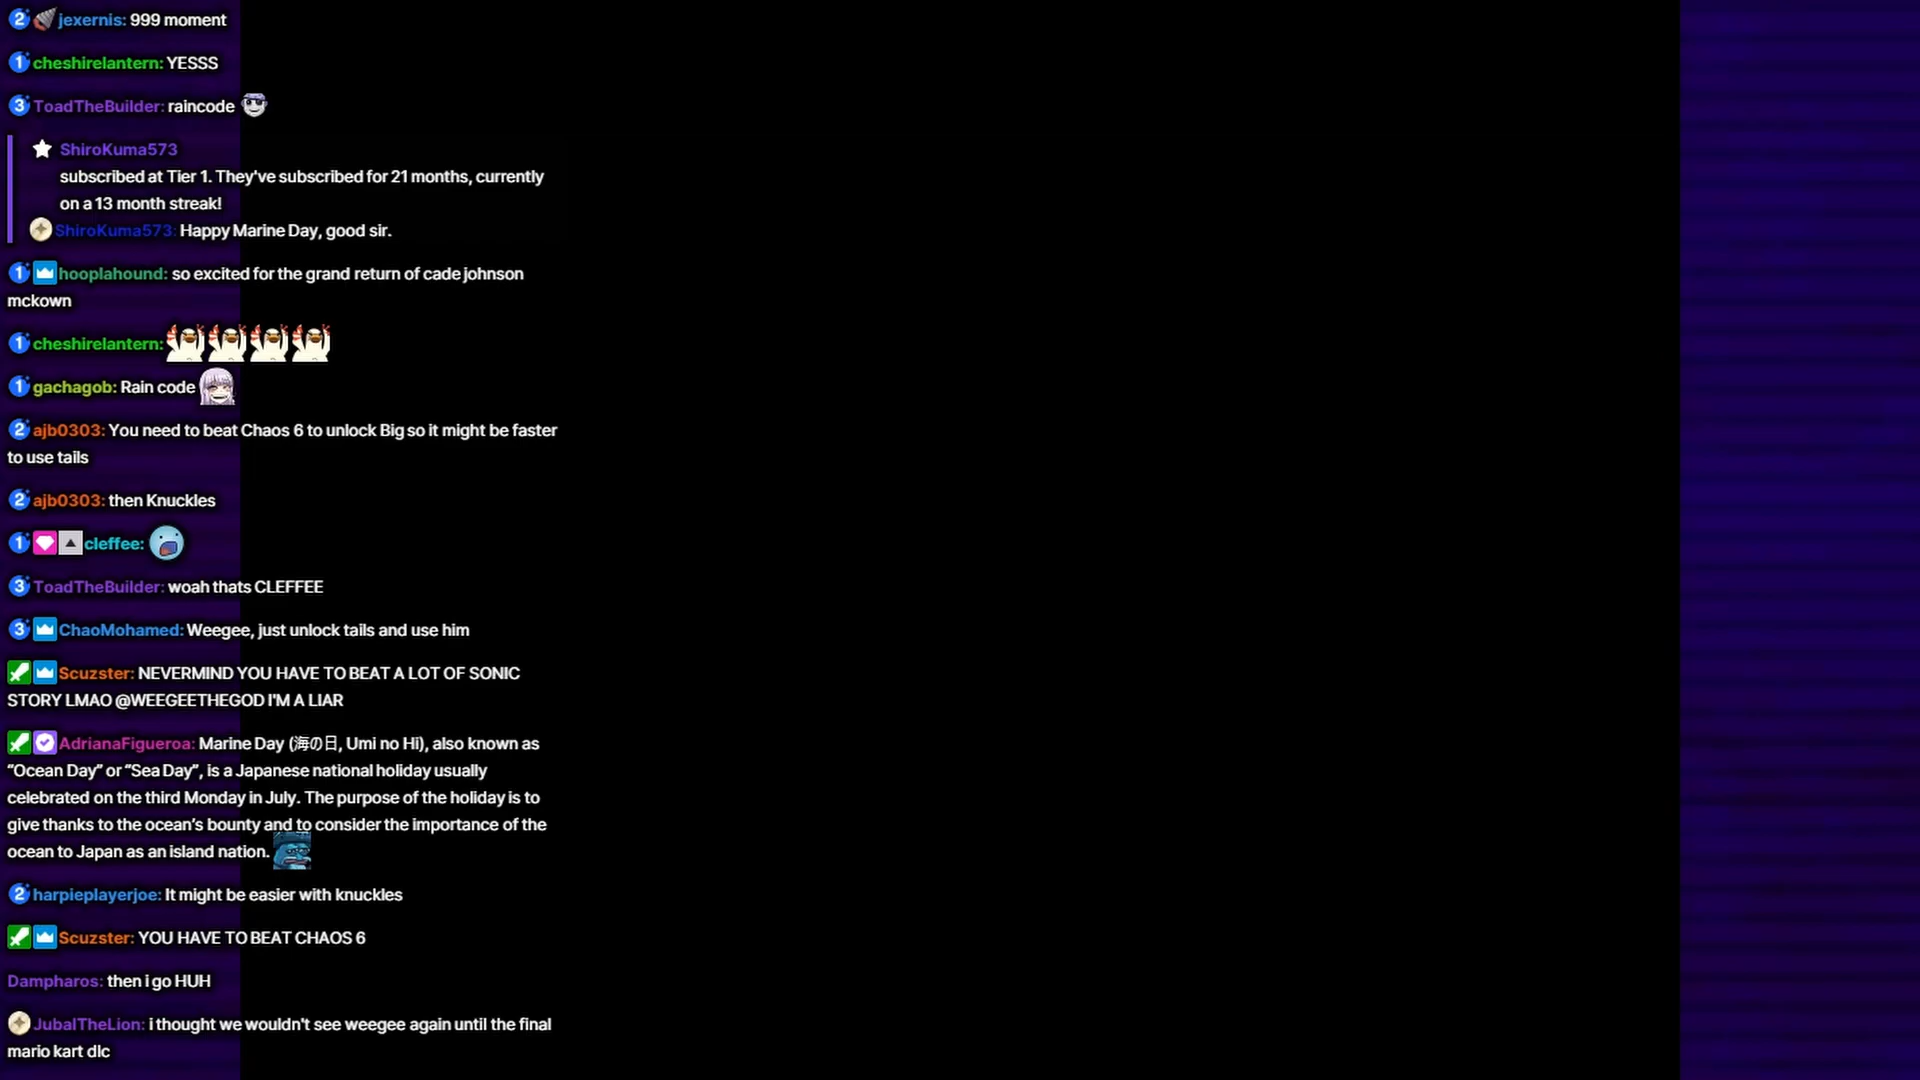 2 jexernis: 999 moment
1 cheshirelantern: YESSS
3 ToadTheBuilder: raincode
ShiroKuma573
subscribed at Tier 1. They've subscribed for 21 months, currently
on a 13 month streak!
ShiroKuma573: Happy Marine Day, good sir.
1 hooplahound: so excited for the grand return of cade johnson
mckown
1 cheshirelantern:
1 gachagob: Rain code
2 ajb0303: You need to beat Chaos 6 to unlock Big so it might be faster
to use tails
2 ajb0303: then Knuckles
1 cleffee:
3 ToadTheBuilder: woah thats CLEFFEE
3 ChaoMohamed: Weegee, just unlock tails and use him
Scuzster: NEVERMIND YOU HAVE TO BEAT A LOT OF SONIC
STORY LMAO @WEEGEETHEGOD I'M A LIAR
AdrianaFigueroa: Marine Day (海の日, Umi no Hi), also known as
“Ocean Day” or “Sea Day”, is a Japanese national holiday usually
celebrated on the third Monday in July. The purpose of the holiday is to
give thanks to the ocean’s bounty and to consider the importance of the
ocean to Japan as an island nation.
2 harpieplayerjoe: It might be easier with knuckles
Scuzster: YOU HAVE TO BEAT CHAOS 6
Dampharos: then i go HUH
JubalTheLion: i thought we wouldn't see weegee again until the final
mario kart dlc